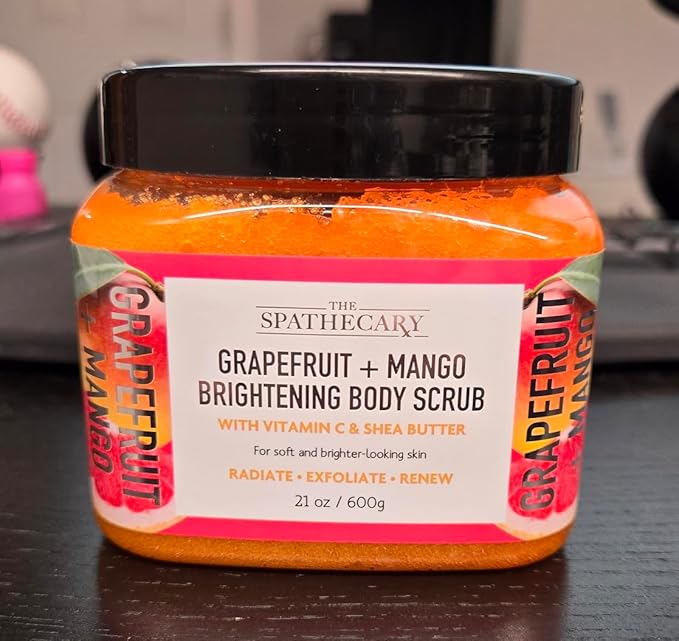 THE
SPATHECARY
GRAPEFRUIT + MANGO
BRIGHTENING BODY SCRUB
WITH VITAMIN C & SHEA BUTTER
For soft and brighter-looking skin
RADIATE • EXFOLIATE • RENEW
21 oz / 600g
GRAPEFRUIT
+ MANGO
GRAPEFRUIT
+ MANGO